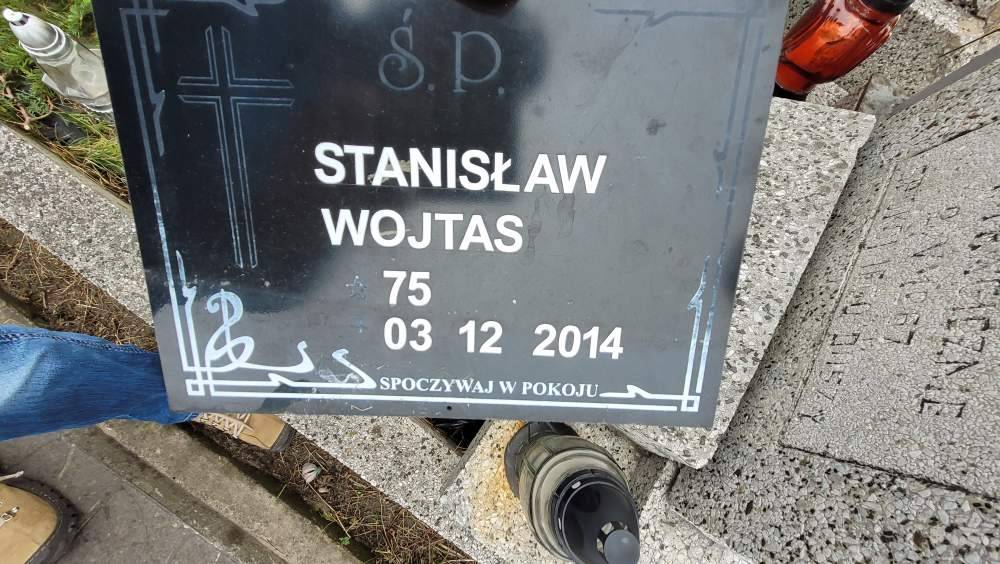 Ś. P.
STANISŁAW
WOJTAS
75
03 12 2014
SPOCZYWAJ W POKOJU